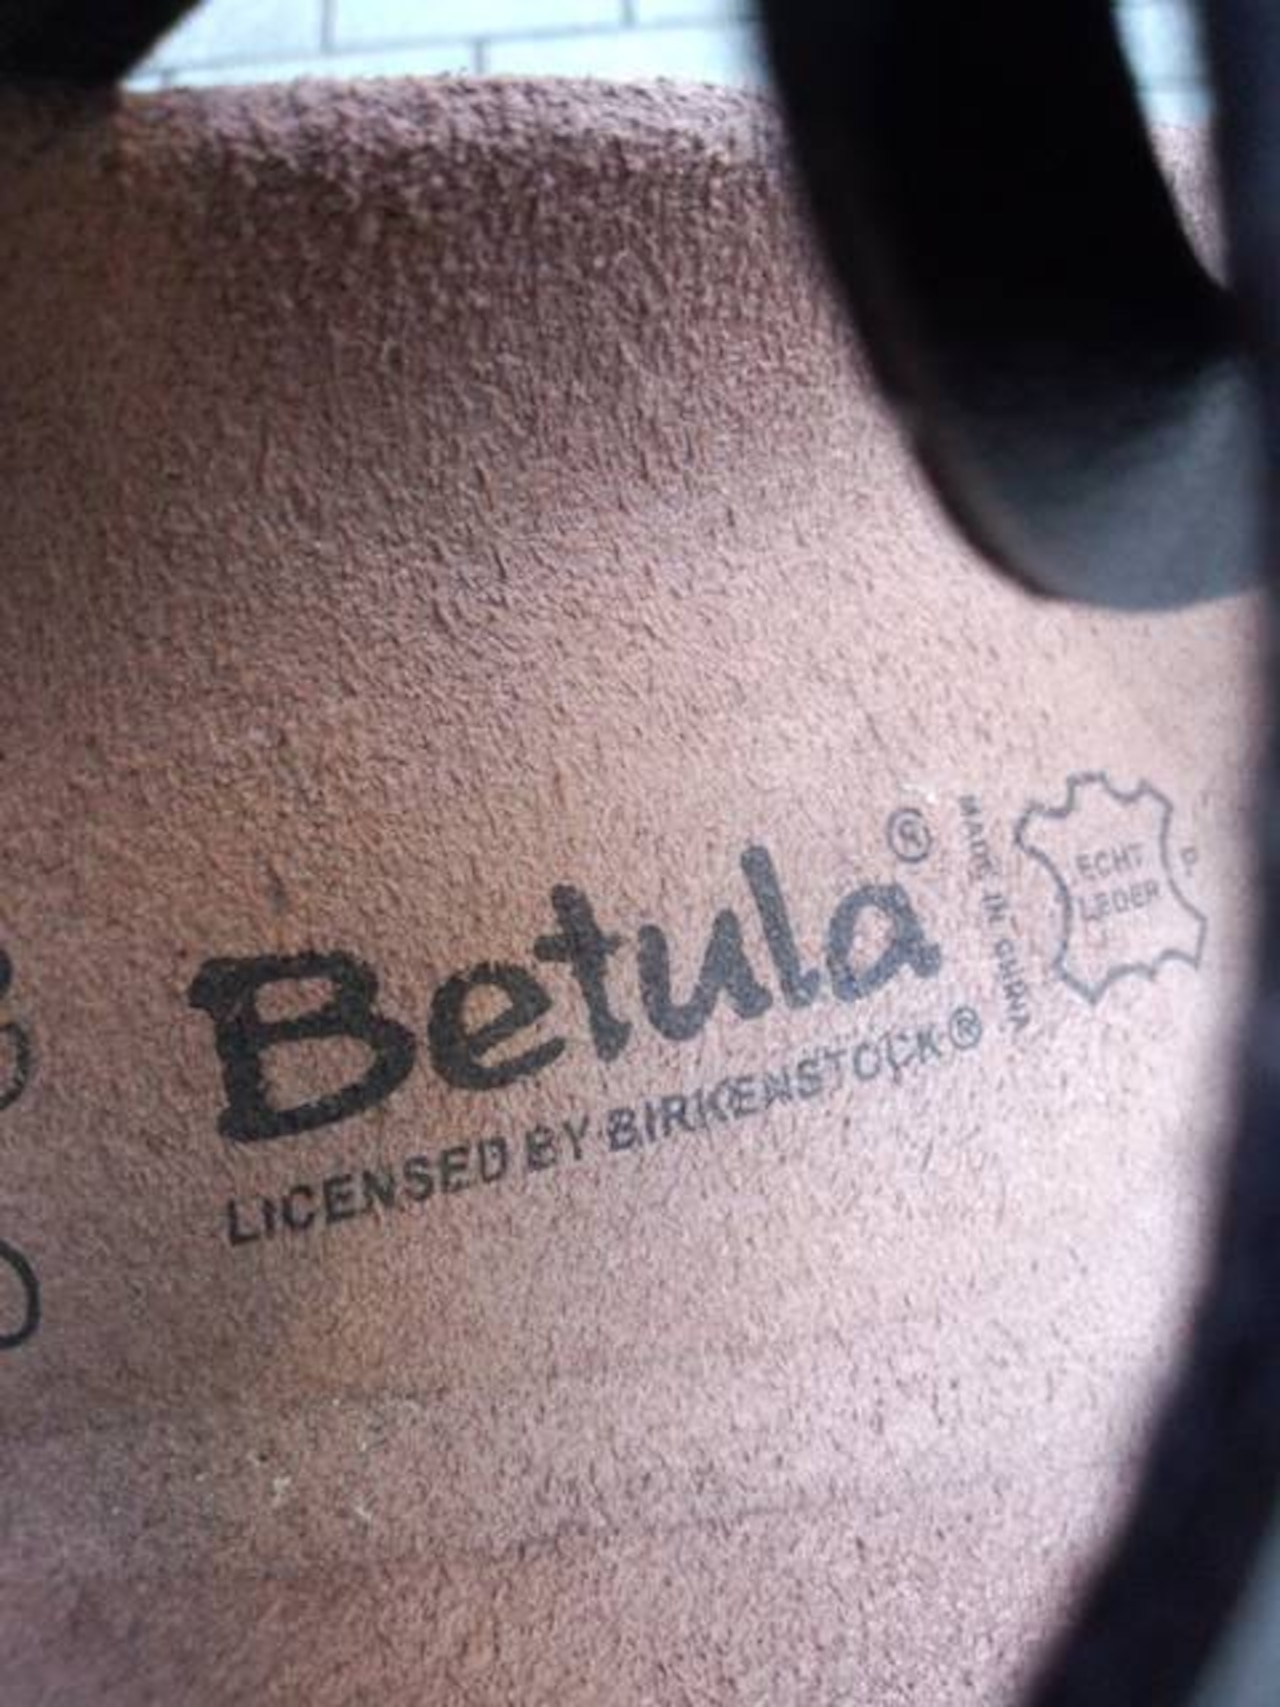 Betula®
LICENSED BY BIRKENSTOCK®
MADE IN CHINA
ECHT
LEDER
P